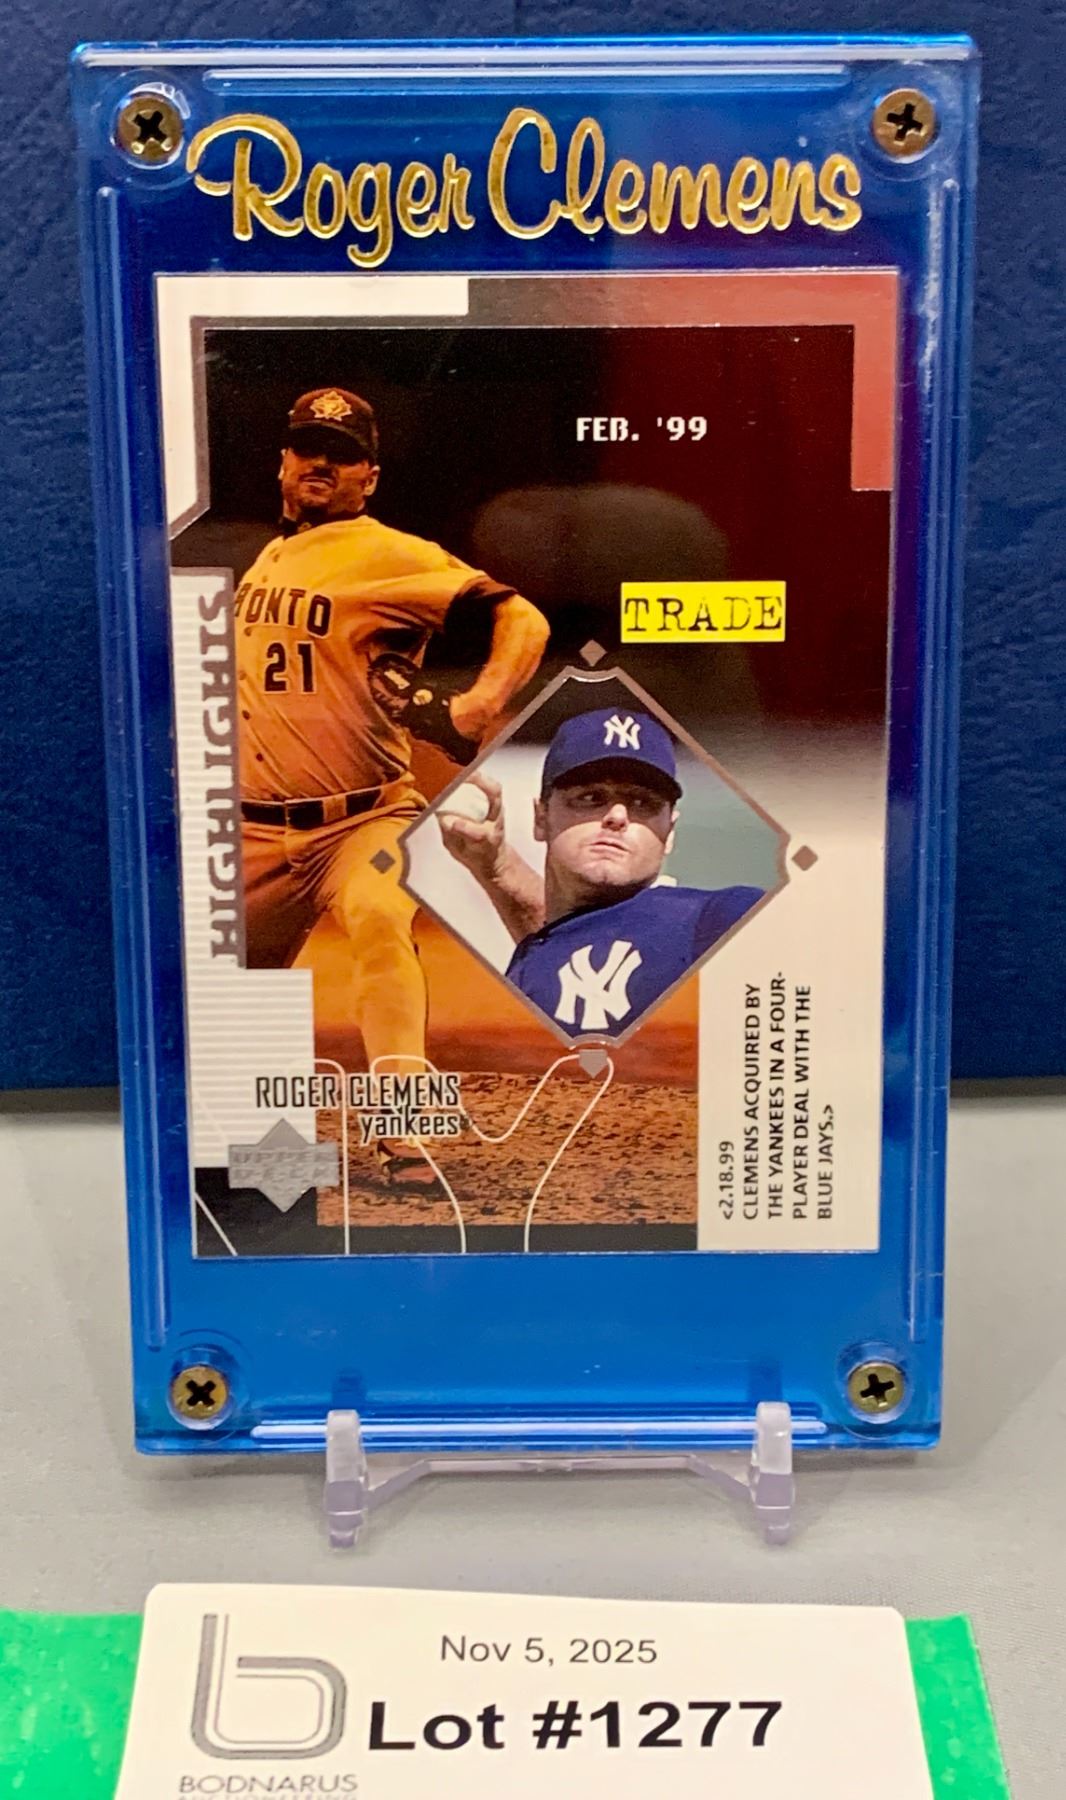 Roger Clemens
FEB. '99
TRADE
RONTO
21
NY
NY
HIGHLIGHTS
ROGER CLEMENS
yankees
UPPER
DECK
<2.18.99
CLEMENS ACQUIRED BY
THE YANKEES IN A FOUR-
PLAYER DEAL WITH THE
BLUE JAYS.>
Nov 5, 2025
b Lot #1277
BODNARUS
AUCTIONEERING